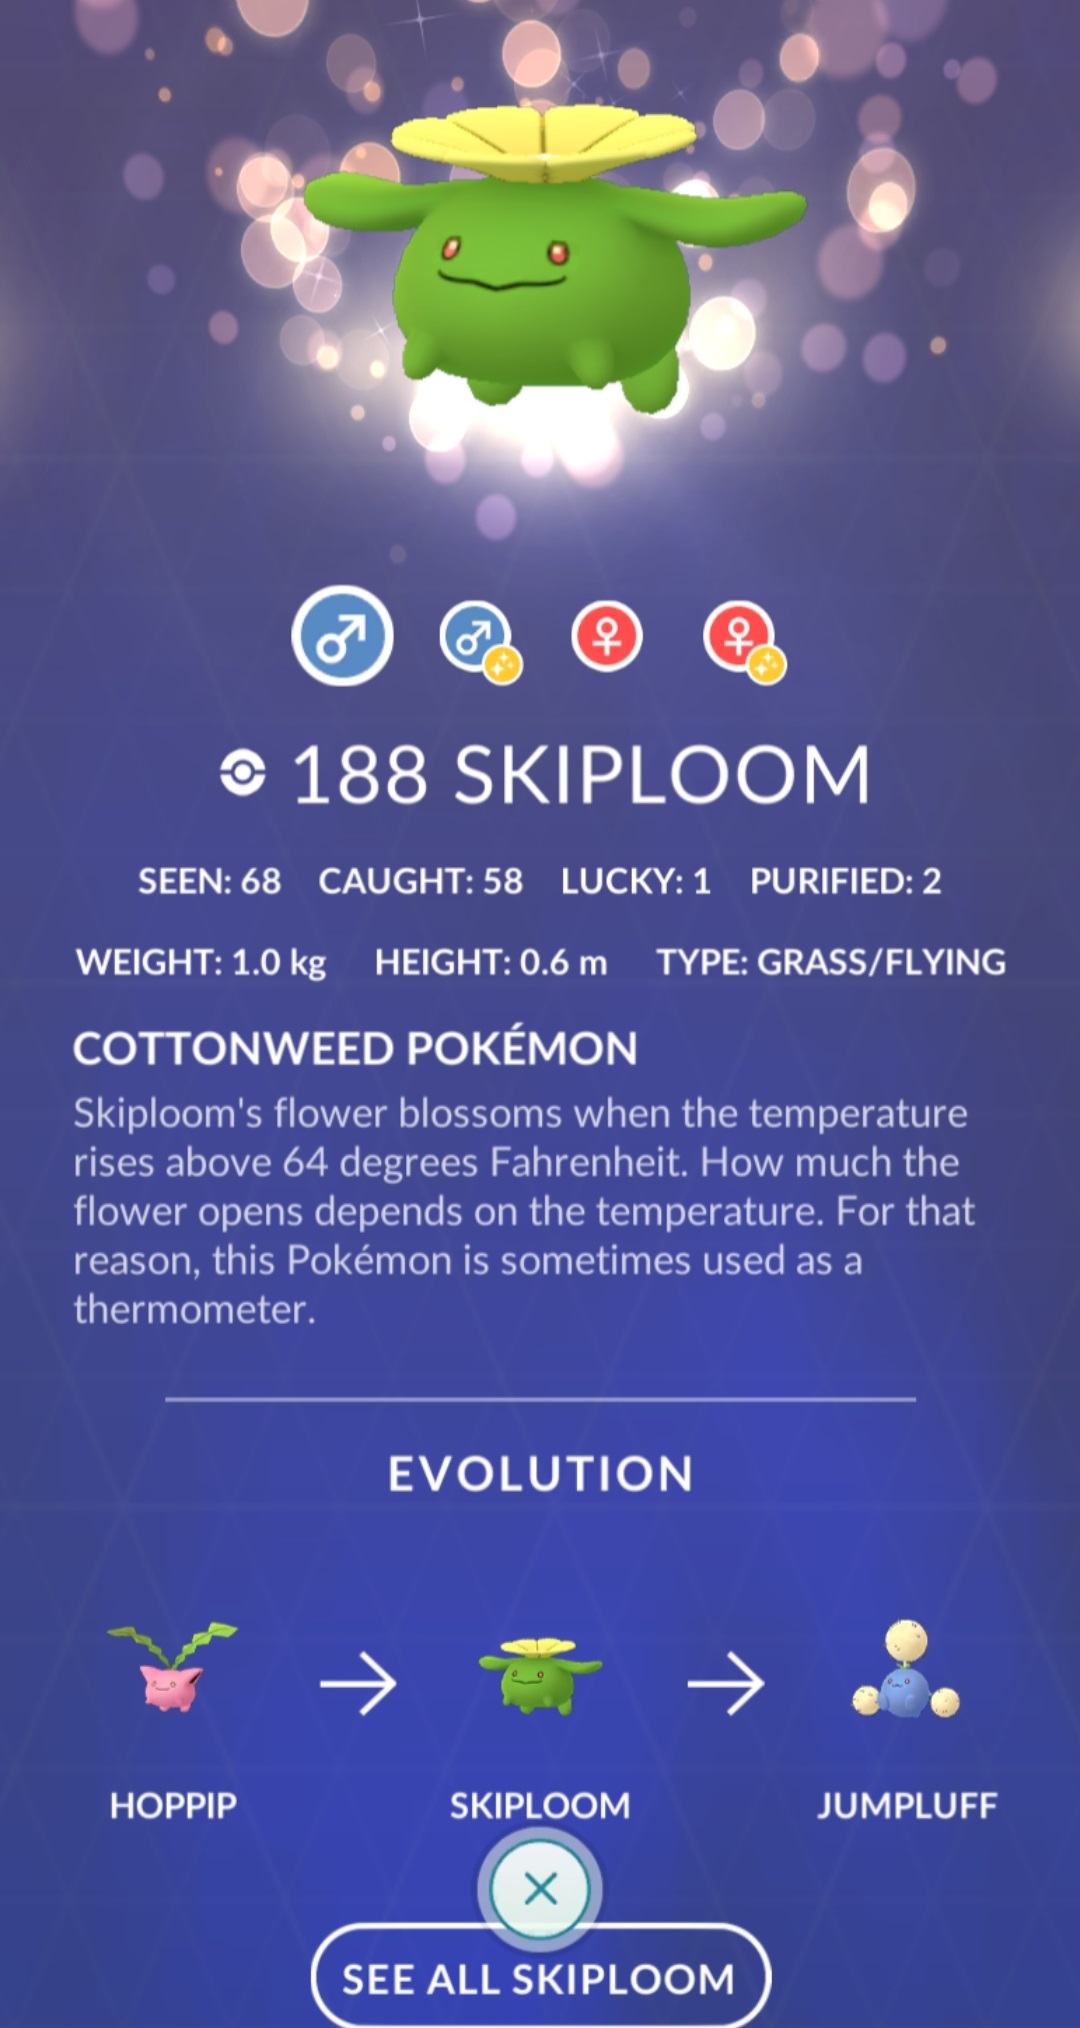 188 SKIPLOOM
SEEN: 68 CAUGHT: 58 LUCKY: 1 PURIFIED: 2
WEIGHT: 1.0 kg HEIGHT: 0.6 m TYPE: GRASS/FLYING
COTTONWEED POKÉMON
Skiploom's flower blossoms when the temperature
rises above 64 degrees Fahrenheit. How much the
flower opens depends on the temperature. For that
reason, this Pokémon is sometimes used as a
thermometer.
EVOLUTION
HOPPIP SKIPLOOM JUMPLUFF
SEE ALL SKIPLOOM